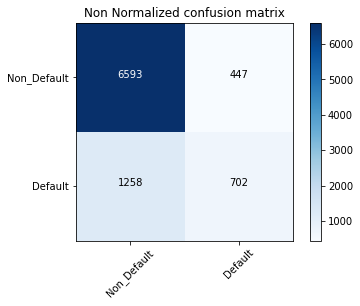 Non Normalized confusion matrix
Non_Default
6593
447
Default
1258
702
Non_Default
Default
6000
5000
4000
3000
2000
1000